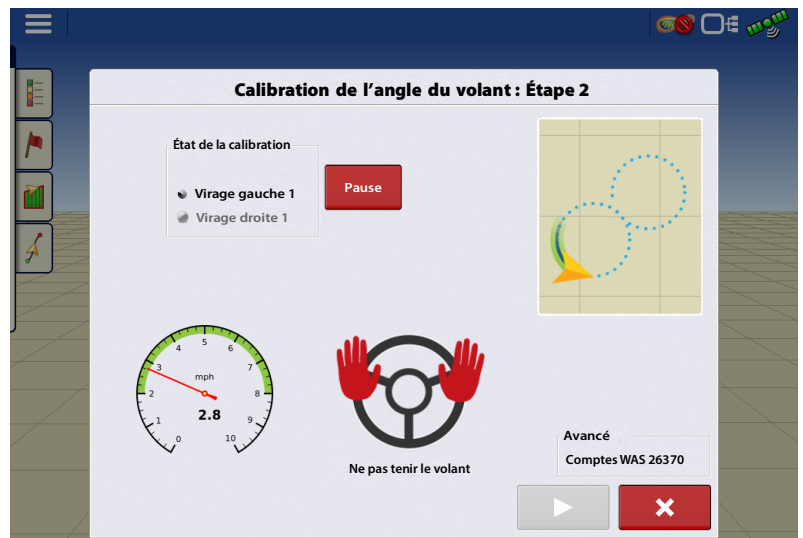 Calibration de l'angle du volant : Étape 2
État de la calibration
Virage gauche 1
Virage droite 1
Pause
0
1
2
3
4
5
6
7
8
9
10
mph
2.8
Ne pas tenir le volant
Avancé
Comptes WAS 26370